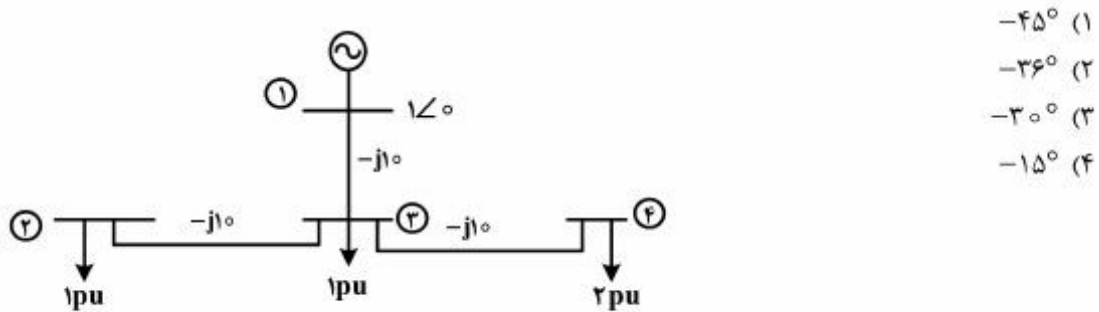 ۱) -۴۵°
۲) -۳۶°
۳) -۳۰°
۴) -۱۵°
۱
۱∠۰
-j۱۰
۲
-j۱۰
۳
-j۱۰
۴
۱pu
۱pu
۲pu